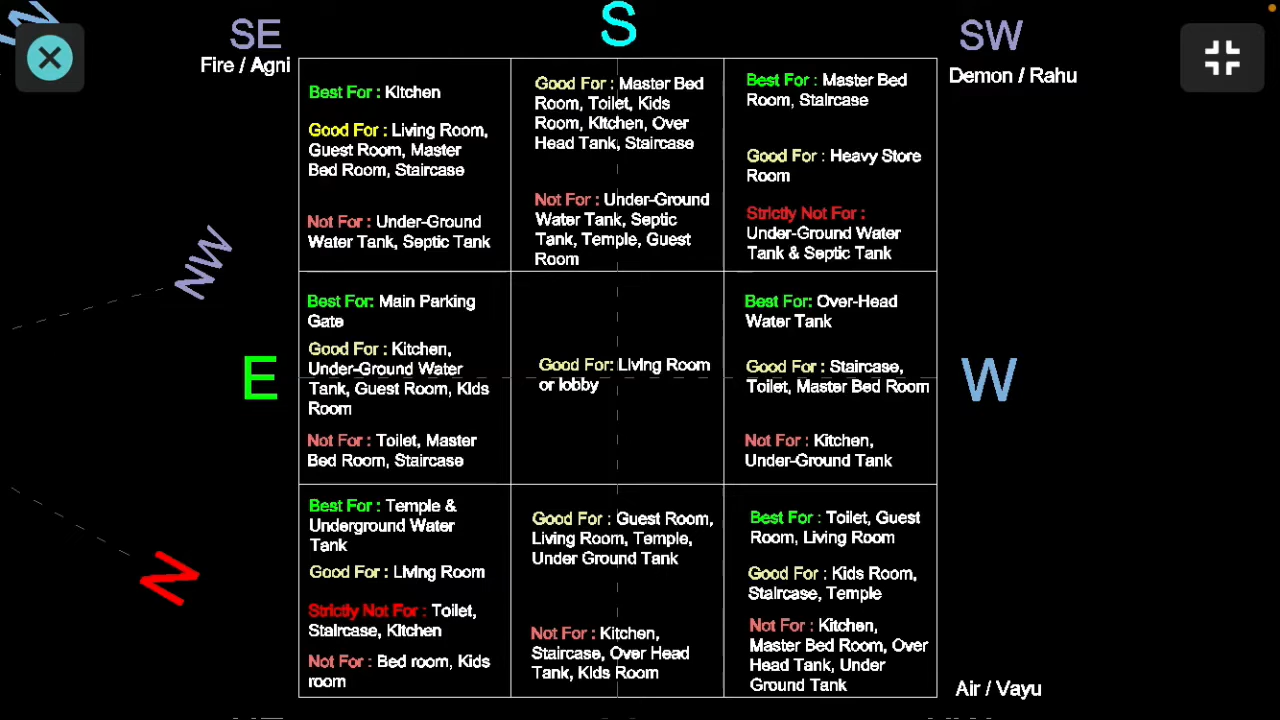 S
SE
SW
Fire / Agni
Demon / Rahu
Best For : Kitchen
Good For : Living Room,
Guest Room, Master
Bed Room, Staircase
Not For : Under-Ground
Water Tank, Septic Tank
Good For : Master Bed
Room, Toilet, Kids
Room, Kitchen, Over
Head Tank, Staircase
Not For : Under-Ground
Water Tank, Septic
Tank, Temple, Guest
Room
Best For : Master Bed
Room, Staircase
Good For : Heavy Store
Room
Strictly Not For :
Under-Ground Water
Tank & Septic Tank
NW
E
Best For: Main Parking
Gate
Good For : Kitchen,
Under-Ground Water
Tank, Guest Room, Kids
Room
Not For : Toilet, Master
Bed Room, Staircase
Good For: Living Room
or lobby
Best For: Over-Head
Water Tank
Good For : Staircase,
Toilet, Master Bed Room
Not For : Kitchen,
Under-Ground Tank
W
N
Best For : Temple &
Underground Water
Tank
Good For : Living Room
Strictly Not For : Toilet,
Staircase, Kitchen
Not For : Bed room, Kids
room
Good For : Guest Room,
Living Room, Temple,
Under Ground Tank
Not For : Kitchen,
Staircase, Over Head
Tank, Kids Room
Best For : Toilet, Guest
Room, Living Room
Good For : Kids Room,
Staircase, Temple
Not For : Kitchen,
Master Bed Room, Over
Head Tank, Under
Ground Tank
Air / Vayu